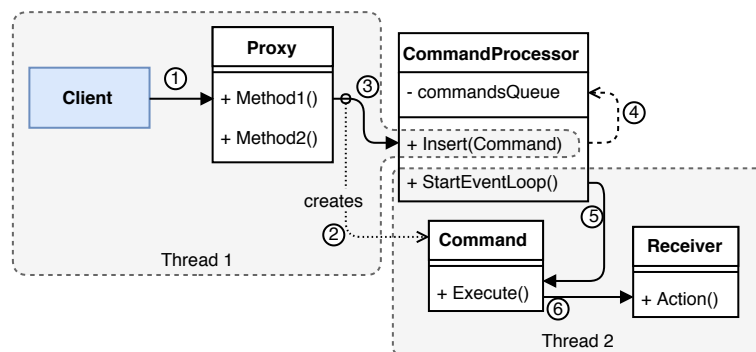 Proxy
CommandProcessor
1
Client
+ Method1()
3
- commandsQueue
4
+ Method2()
+ Insert(Command)
creates
+ StartEventLoop()
5
2
Command
Receiver
Thread 1
+ Execute()
6
+ Action()
Thread 2